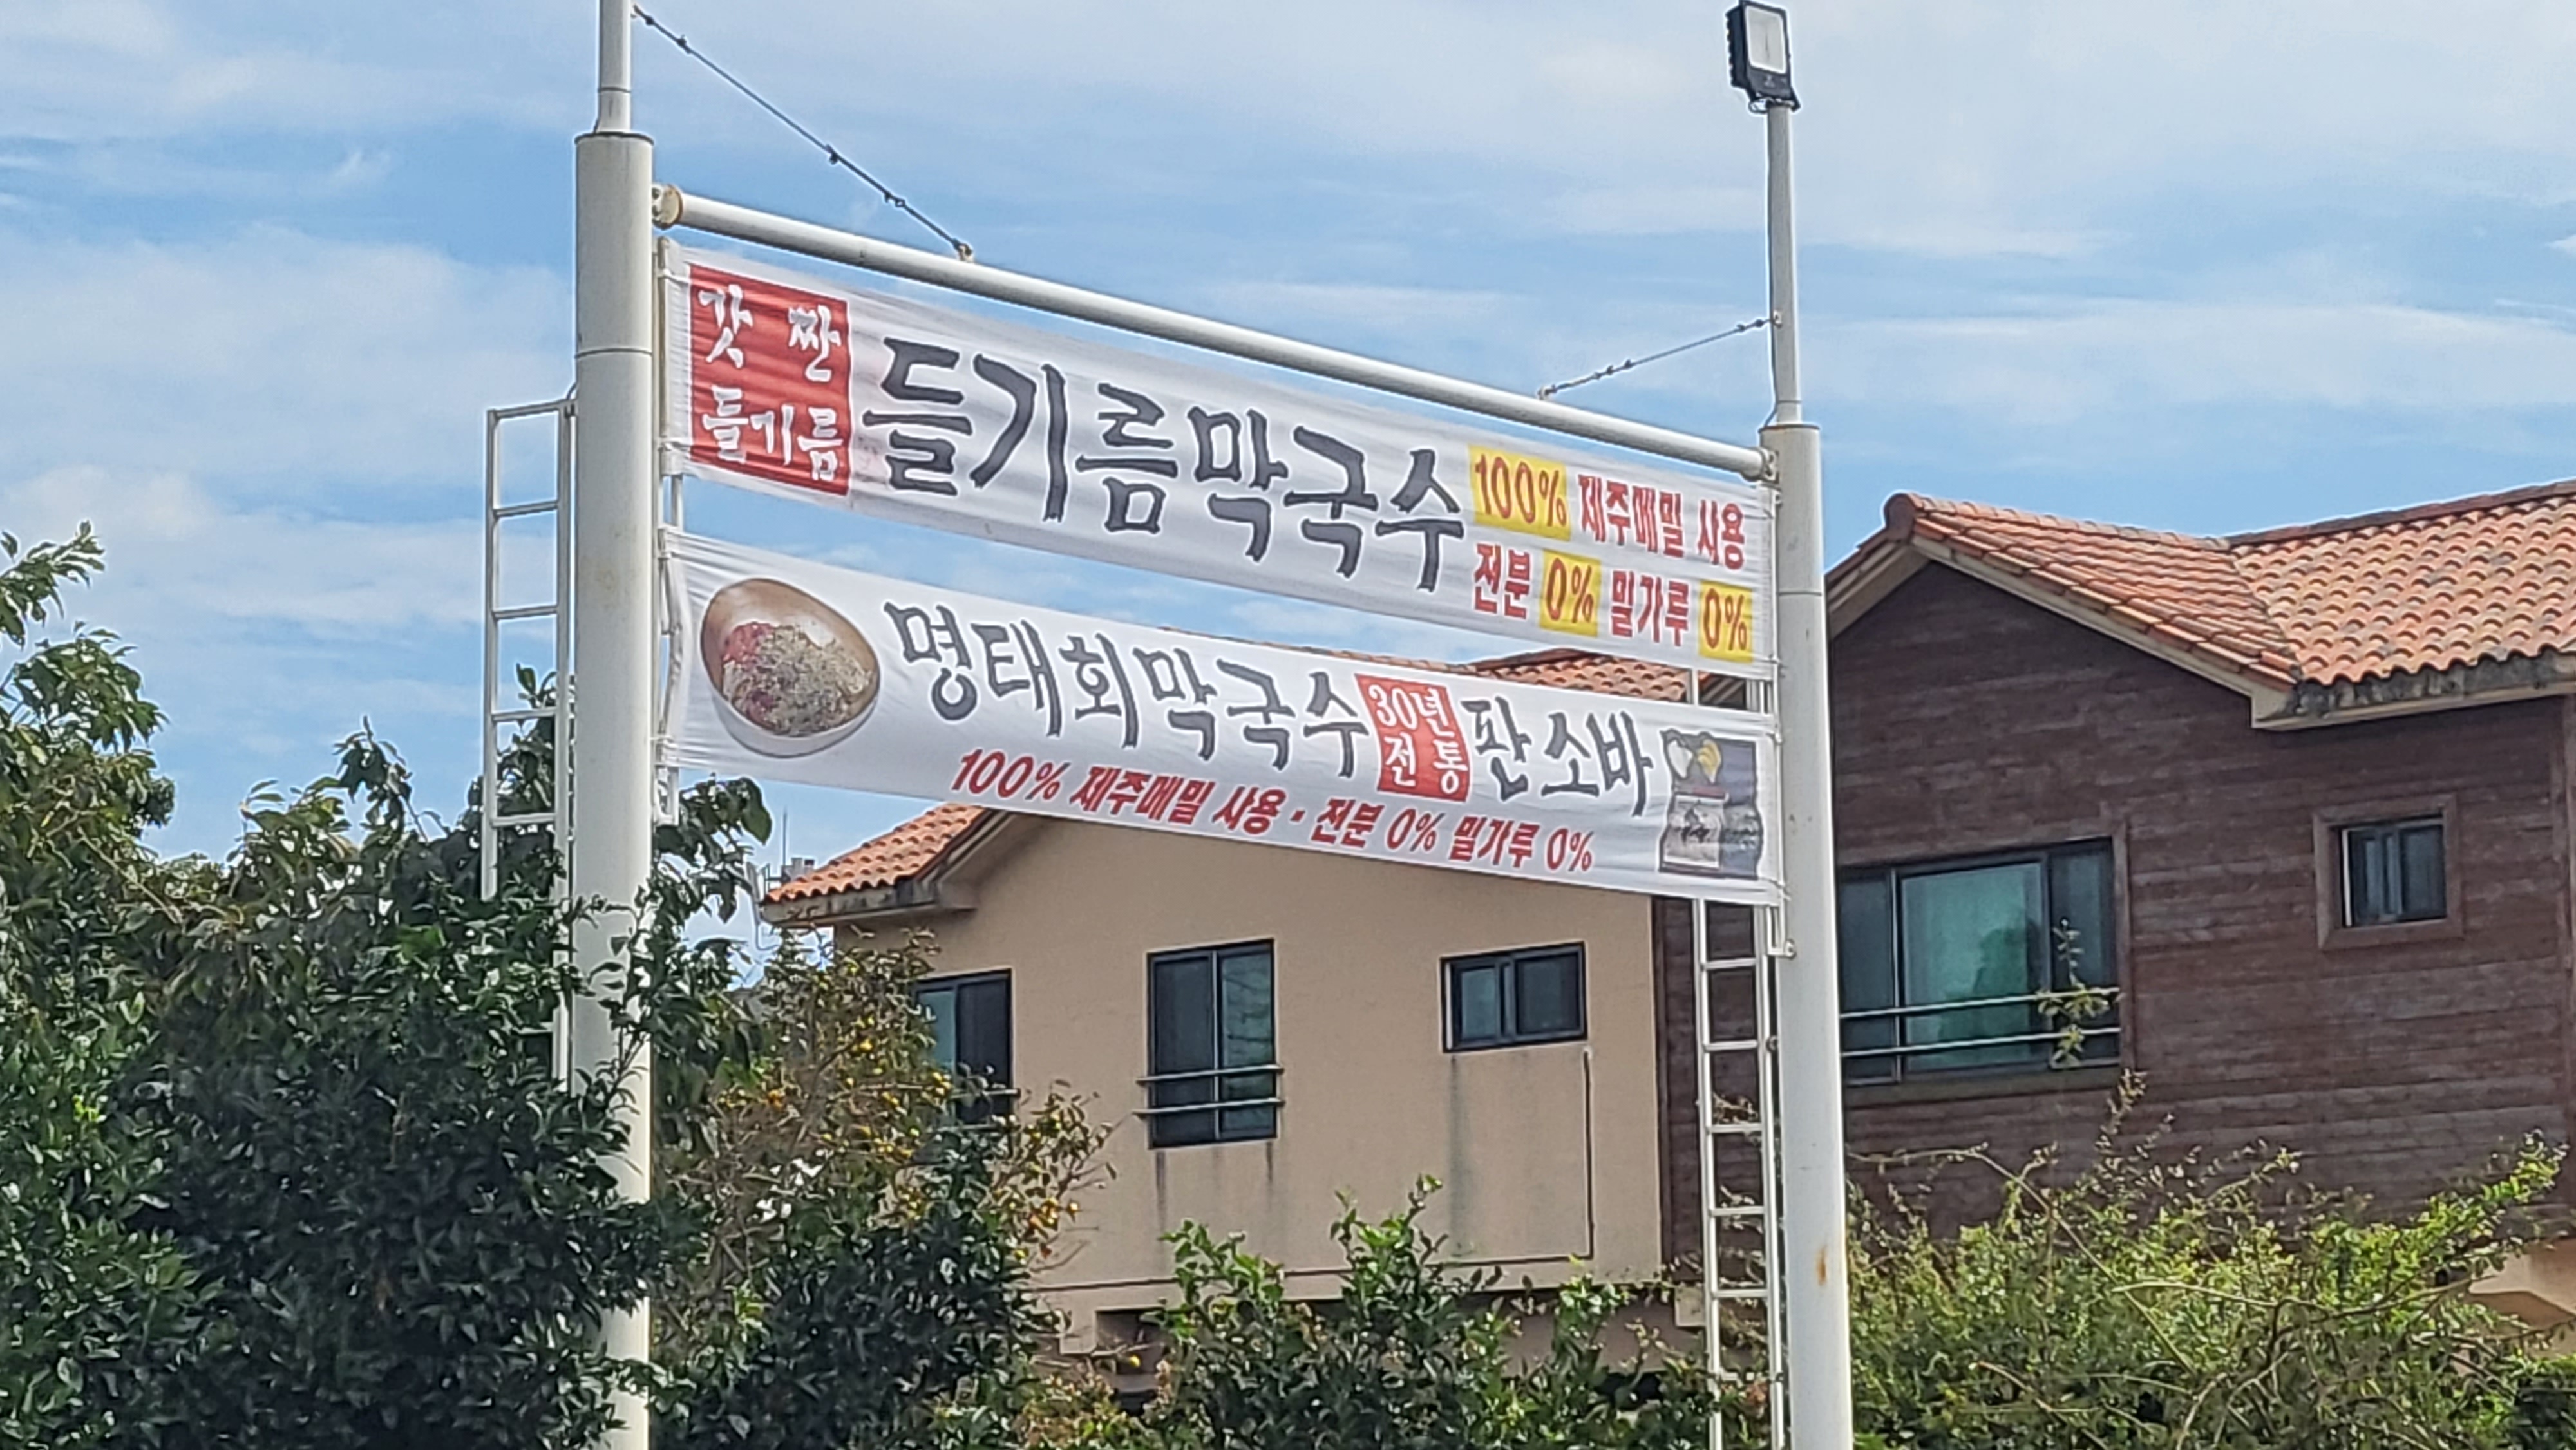 갓 짠
들기름
들기름막국수
100% 제주메밀 사용
전분 0% 밀가루 0%
명태회막국수
30년
전통
판 소바
100% 제주메밀 사용 · 전분 0% 밀가루 0%